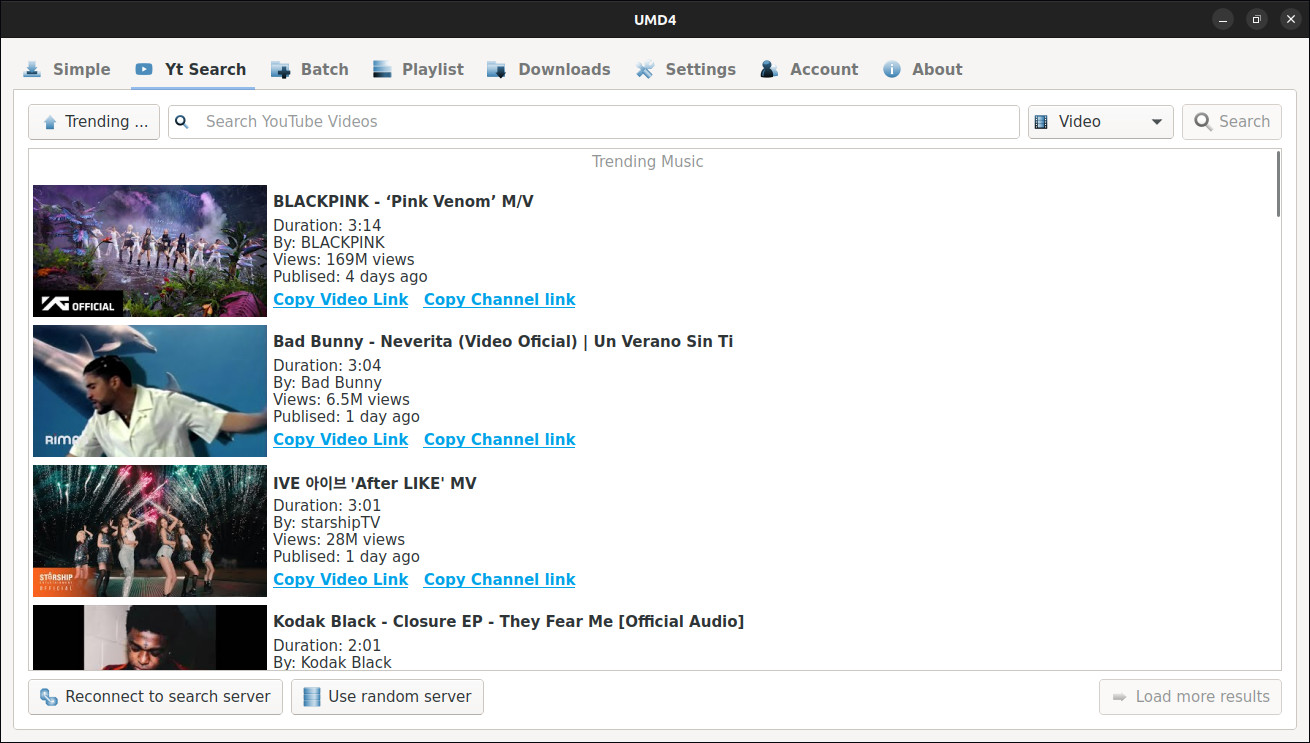 UMD4
Simple Yt Search Batch Playlist Downloads Settings Account About
Trending ... Search YouTube Videos Video Search
Trending Music
BLACKPINK - ‘Pink Venom’ M/V
Duration: 3:14
By: BLACKPINK
Views: 169M views
Publised: 4 days ago
Copy Video Link Copy Channel link
YG OFFICIAL
Bad Bunny - Neverita (Video Oficial) | Un Verano Sin Ti
Duration: 3:04
By: Bad Bunny
Views: 6.5M views
Publised: 1 day ago
Copy Video Link Copy Channel link
IVE 아이브 'After LIKE' MV
Duration: 3:01
By: starshipTV
Views: 28M views
Publised: 1 day ago
Copy Video Link Copy Channel link
STARSHIP
ENTERTAINMENT
OFFICIAL
Kodak Black - Closure EP - They Fear Me [Official Audio]
Duration: 2:01
By: Kodak Black
Reconnect to search server Use random server Load more results